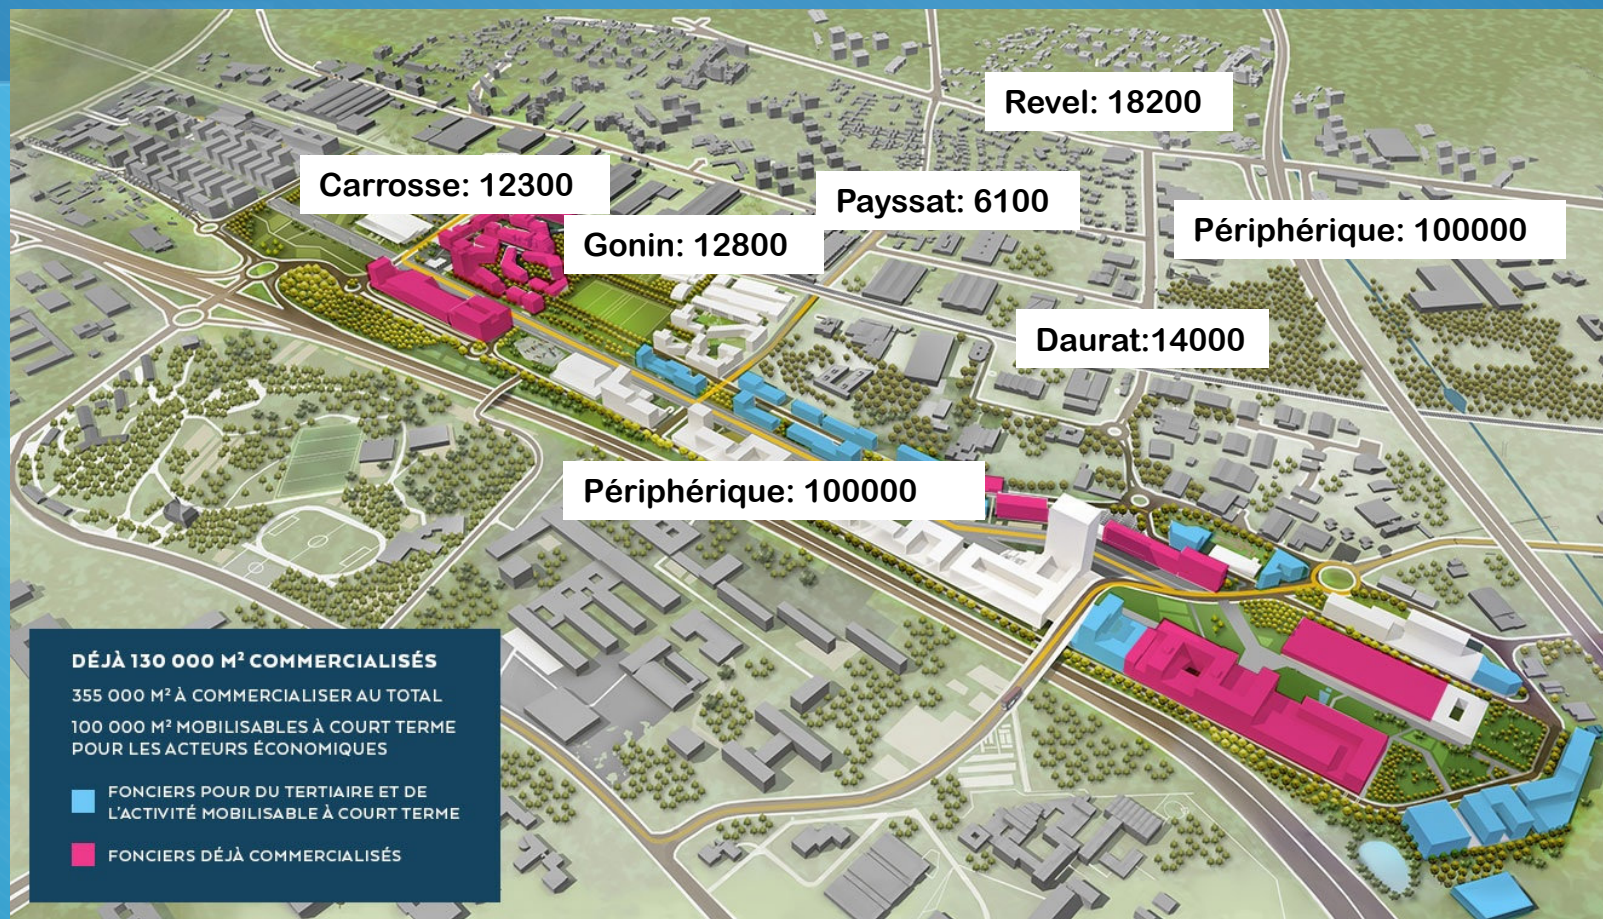 Revel: 18200
Carrosse: 12300
Payssat: 6100
Gonin: 12800
Périphérique: 100000
Daurat:14000
Périphérique: 100000
DÉJÀ 130 000 M² COMMERCIALISÉS
355 000 M² À COMMERCIALISER AU TOTAL
100 000 M² MOBILISABLES À COURT TERME
POUR LES ACTEURS ÉCONOMIQUES
FONCIERS POUR DU TERTIAIRE ET DE
L'ACTIVITÉ MOBILISABLE À COURT TERME
FONCIERS DÉJÀ COMMERCIALISÉS